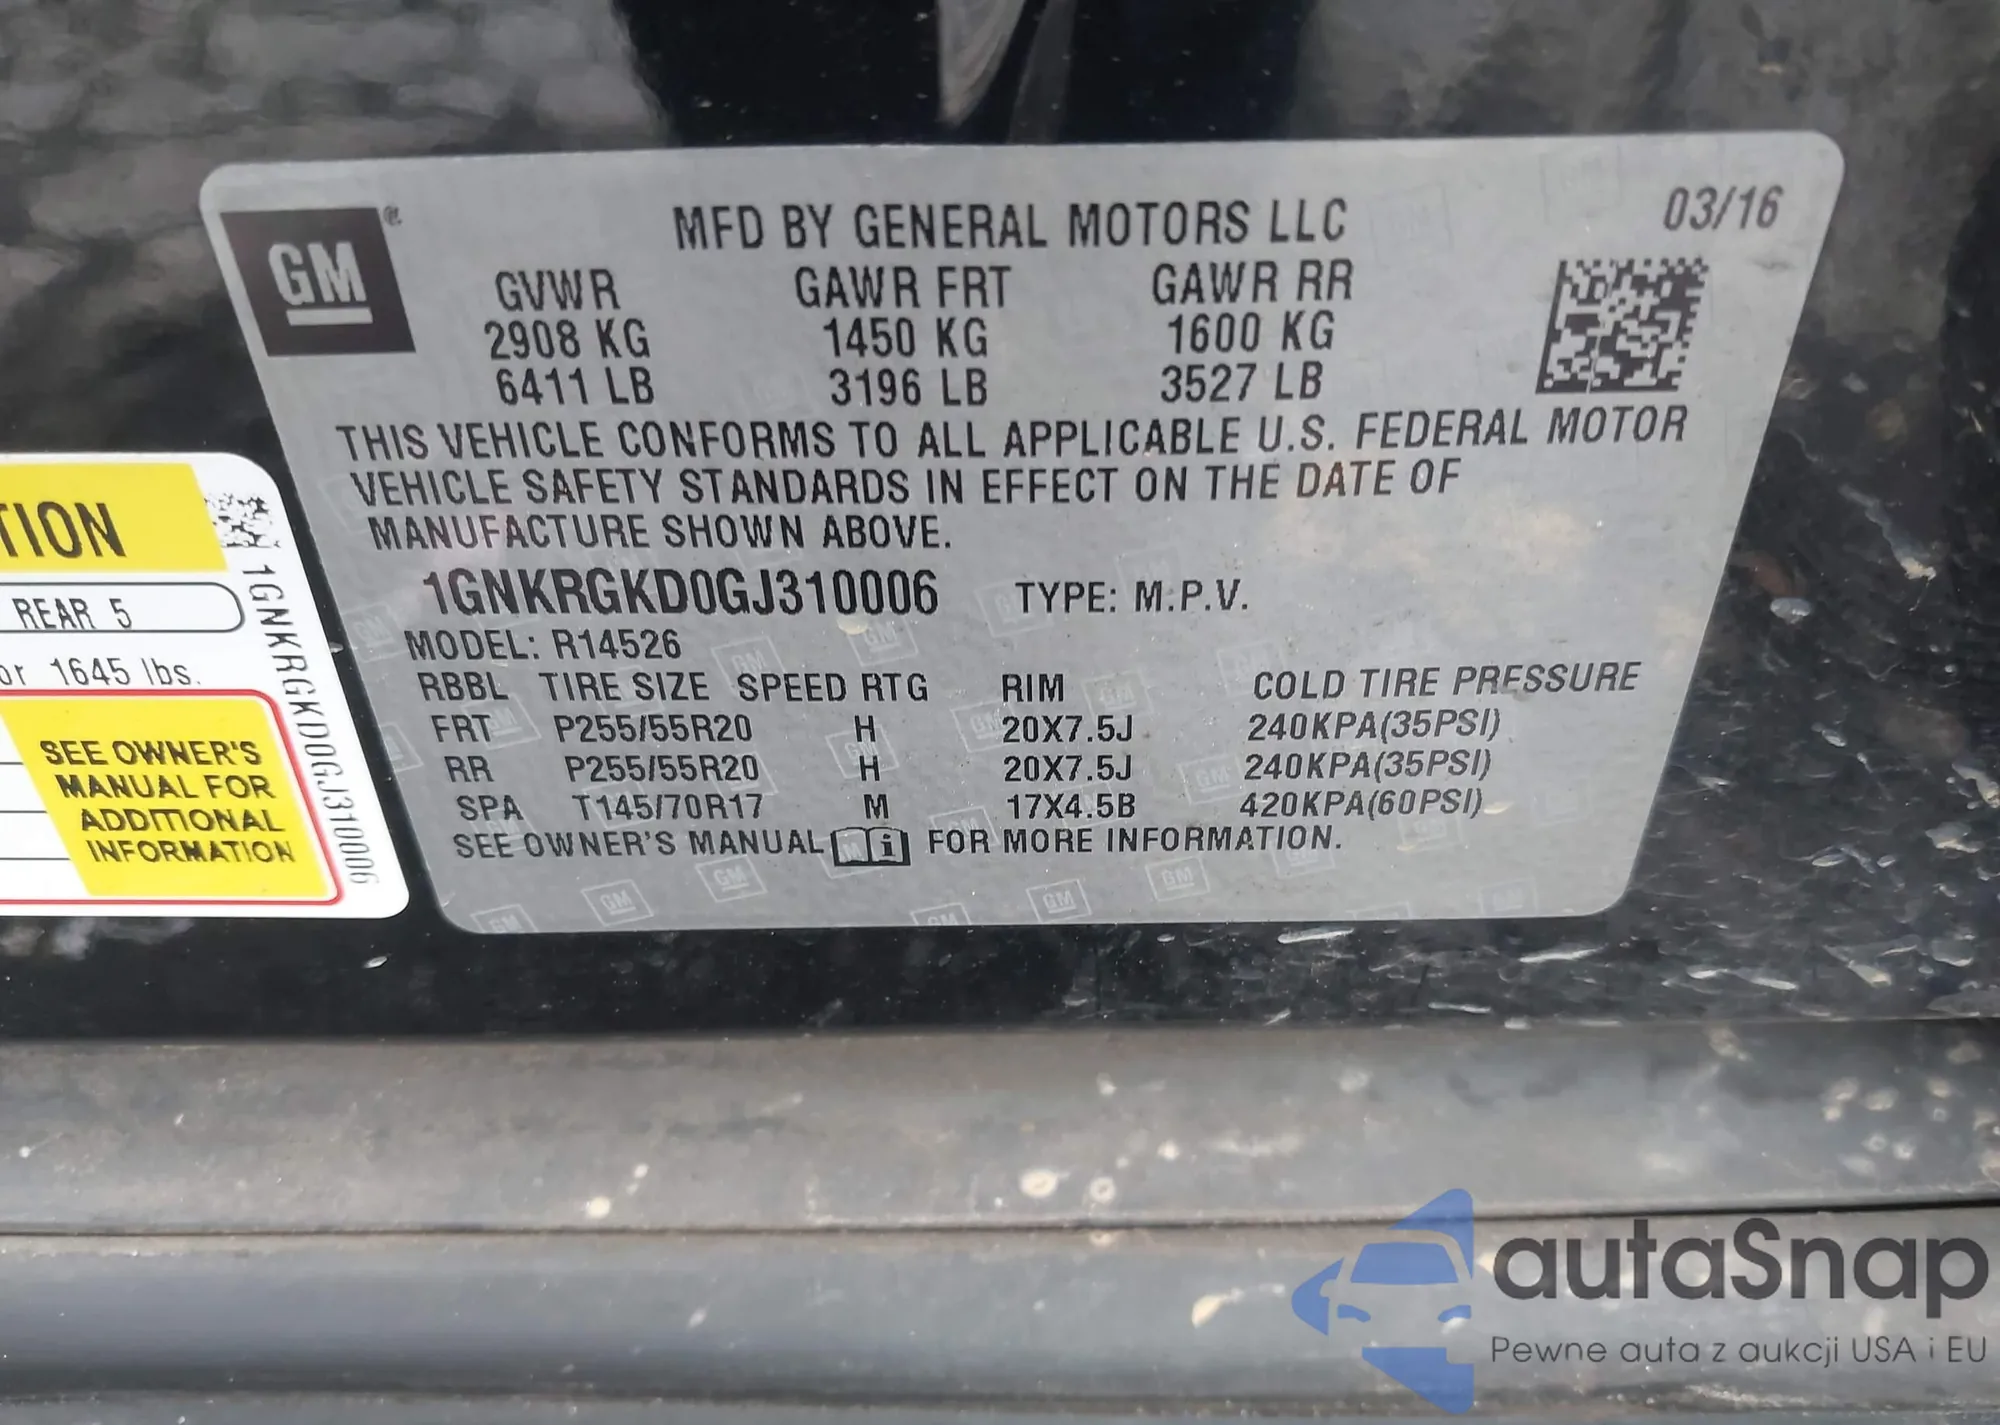 GM®
MFD BY GENERAL MOTORS LLC
03/16
GVWR GAWR FRT GAWR RR
2908 KG 1450 KG 1600 KG
6411 LB 3196 LB 3527 LB
THIS VEHICLE CONFORMS TO ALL APPLICABLE U.S. FEDERAL MOTOR
VEHICLE SAFETY STANDARDS IN EFFECT ON THE DATE OF
MANUFACTURE SHOWN ABOVE.
1GNKRGKD0GJ310006 TYPE: M.P.V.
MODEL: R14526
RBBL TIRE SIZE SPEED RTG RIM COLD TIRE PRESSURE
FRT P255/55R20 H 20X7.5J 240KPA(35PSI)
RR P255/55R20 H 20X7.5J 240KPA(35PSI)
SPA T145/70R17 M 17X4.5B 420KPA(60PSI)
SEE OWNER'S MANUAL i FOR MORE INFORMATION.
TION
REAR 5
or 1645 lbs.
SEE OWNER'S
MANUAL FOR
ADDITIONAL
INFORMATION
1GNKRGKD0GJ310006
autaSnap
Pewne auta z aukcji USA i EU